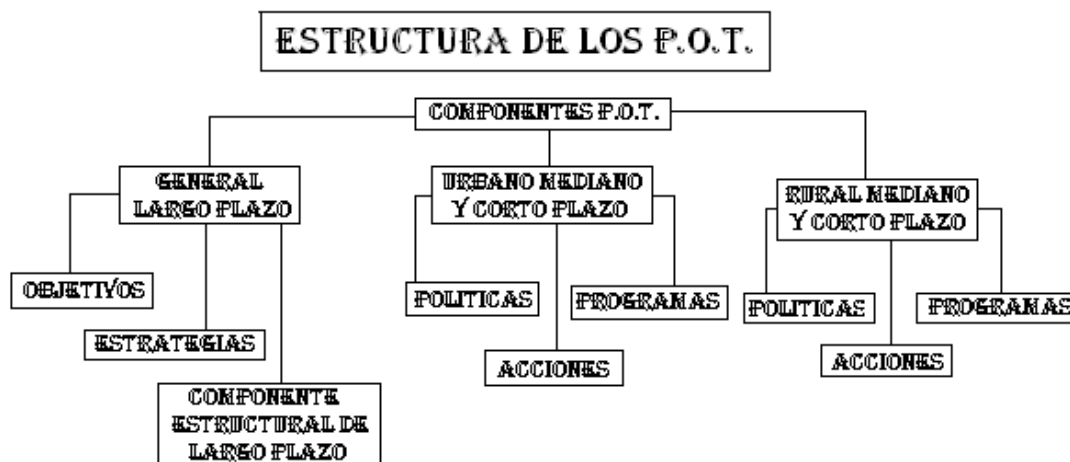 ESTRUCTURA DE LOS P.O.T.
COMPONENTES P.O.T.
GENERAL
LARGO PLAZO
URBANO MEDIANO
Y CORTO PLAZO
RURAL MEDIANO
Y CORTO PLAZO
OBJETIVOS
ESTRATEGIAS
COMPONENTE
ESTRUCTURAL DE
LARGO PLAZO
POLITICAS
ACCIONES
PROGRAMAS
POLITICAS
ACCIONES
PROGRAMAS